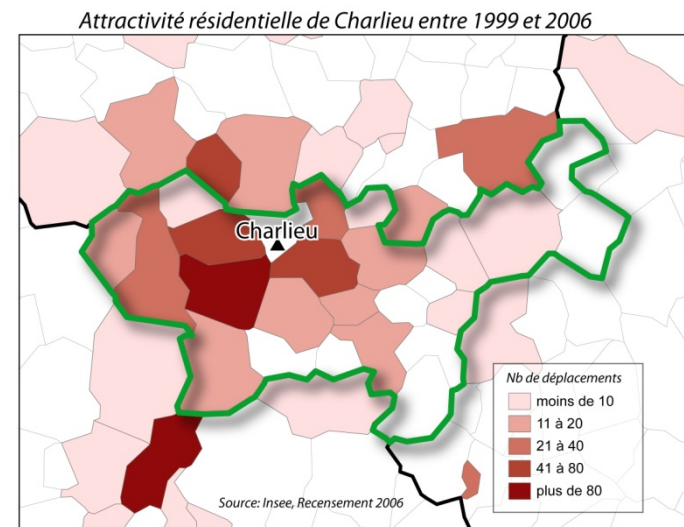 Attractivité résidentielle de Charlieu entre 1999 et 2006
Charlieu
Nb de déplacements
moins de 10
11 à 20
21 à 40
41 à 80
plus de 80
Source: Insee, Recensement 2006